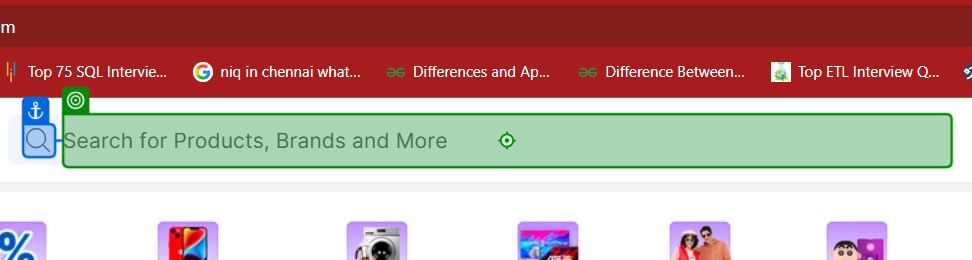 m
Top 75 SQL Intervie...
niq in chennai what...
Differences and Ap...
Difference Between...
Top ETL Interview Q...
Search for Products, Brands and More
%